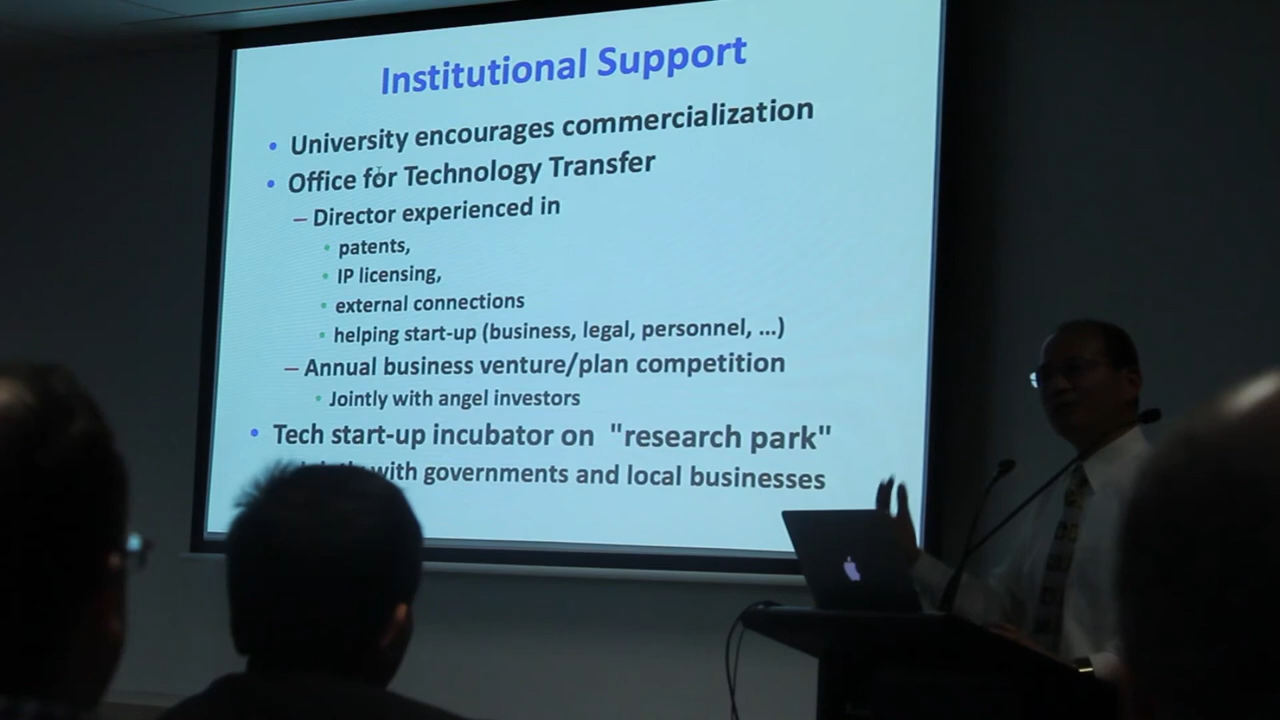 Institutional Support
• University encourages commercialization
• Office for Technology Transfer
– Director experienced in
• patents,
• IP licensing,
• external connections
• helping start-up (business, legal, personnel, ...)
– Annual business venture/plan competition
• Jointly with angel investors
• Tech start-up incubator on "research park"
with governments and local businesses